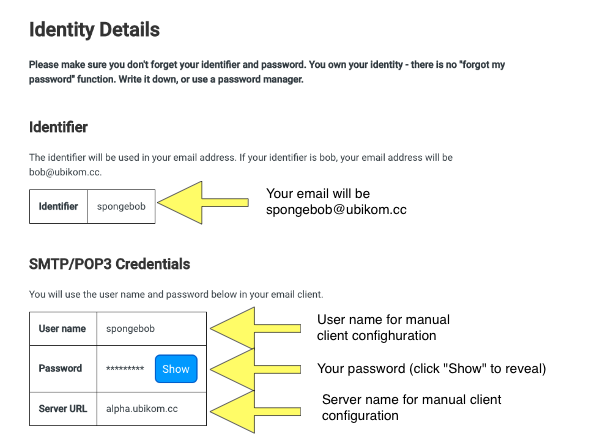 Identity Details
Please make sure you don't forget your identifier and password. You own your identity - there is no "forgot my
password" function. Write it down, or use a password manager.
Identifier
The identifier will be used in your email address. If your identifier is bob, your email address will be
bob@ubikom.cc.
Identifier spongebob
Your email will be
spongebob@ubikom.cc
SMTP/POP3 Credentials
You will use the user name and password below in your email client.
User name spongebob
User name for manual
client confighuration
Password ********* Show
Your password (click "Show" to reveal)
Server URL alpha.ubikom.cc
Server name for manual client
configuration